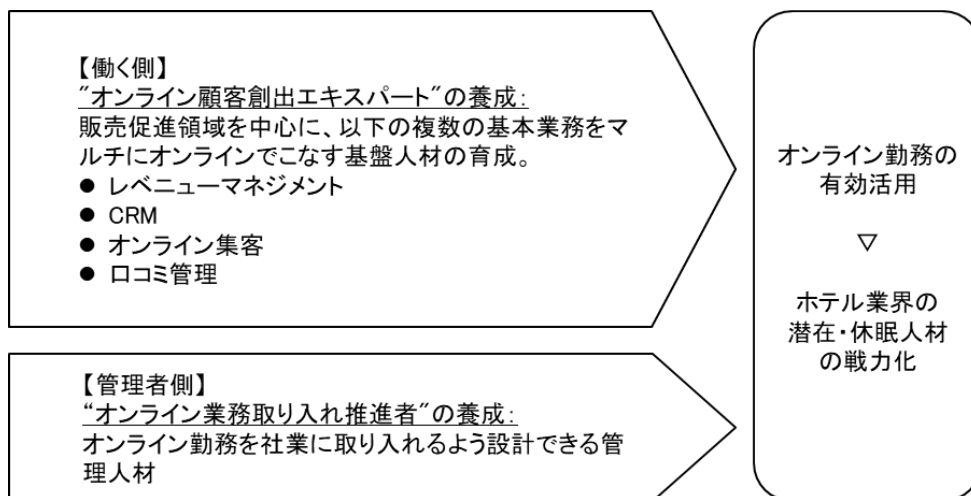 【働く側】
"オンライン顧客創出エキスパート"の養成:
販売促進領域を中心に、以下の複数の基本業務をマ
ルチにオンラインでこなす基盤人材の育成。
● レベニューマネジメント
● CRM
● オンライン集客
● 口コミ管理
【管理者側】
“オンライン業務取り入れ推進者"の養成:
オンライン勤務を社業に取り入れるよう設計できる管
理人材
オンライン勤務の
有効活用
▽
ホテル業界の
潜在・休眠人材
の戦力化